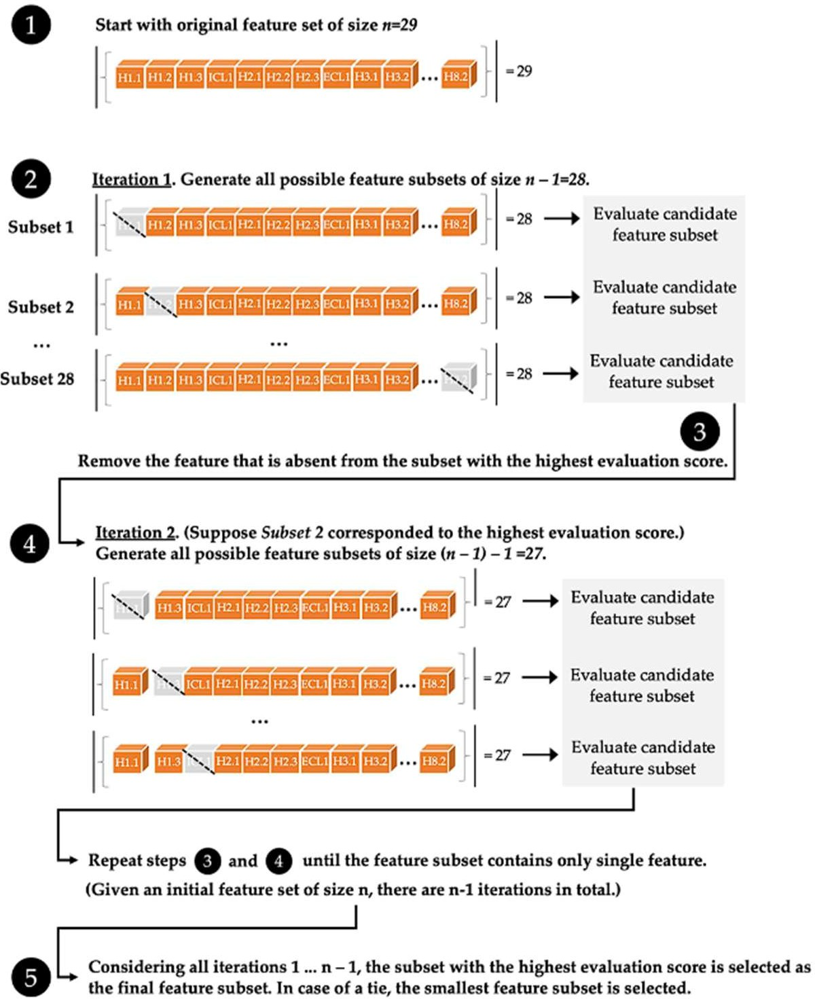 1 Start with original feature set of size n=29
H1.1 H1.2 H1.3 ICL1 H2.1 H2.2 H2.3 ECL1 H3.1 H3.2 ... H8.2 = 29
2 Iteration 1. Generate all possible feature subsets of size n – 1=28.
Subset 1 H1.2 H1.3 ICL1 H2.1 H2.2 H2.3 ECL1 H3.1 H3.2 ... H8.2 = 28
Evaluate candidate
feature subset
Subset 2 H1.1 H1.3 ICL1 H2.1 H2.2 H2.3 ECL1 H3.1 H3.2 ... H8.2 = 28
Evaluate candidate
feature subset
... ...
Subset 28 H1.1 H1.2 H1.3 ICL1 H2.1 H2.2 H2.3 ECL1 H3.1 H3.2 ... = 28
Evaluate candidate
feature subset
3
Remove the feature that is absent from the subset with the highest evaluation score.
4 Iteration 2. (Suppose Subset 2 corresponded to the highest evaluation score.)
Generate all possible feature subsets of size (n – 1) – 1 =27.
H1.3 ICL1 H2.1 H2.2 H2.3 ECL1 H3.1 H3.2 ... H8.2 = 27
Evaluate candidate
feature subset
H1.1 ICL1 H2.1 H2.2 H2.3 ECL1 H3.1 H3.2 ... H8.2 = 27
Evaluate candidate
feature subset
...
H1.1 H1.3 H2.1 H2.2 H2.3 ECL1 H3.1 H3.2 ... H8.2 = 27
Evaluate candidate
feature subset
Repeat steps 3 and 4 until the feature subset contains only single feature.
(Given an initial feature set of size n, there are n-1 iterations in total.)
5 Considering all iterations 1 ... n – 1, the subset with the highest evaluation score is selected as
the final feature subset. In case of a tie, the smallest feature subset is selected.